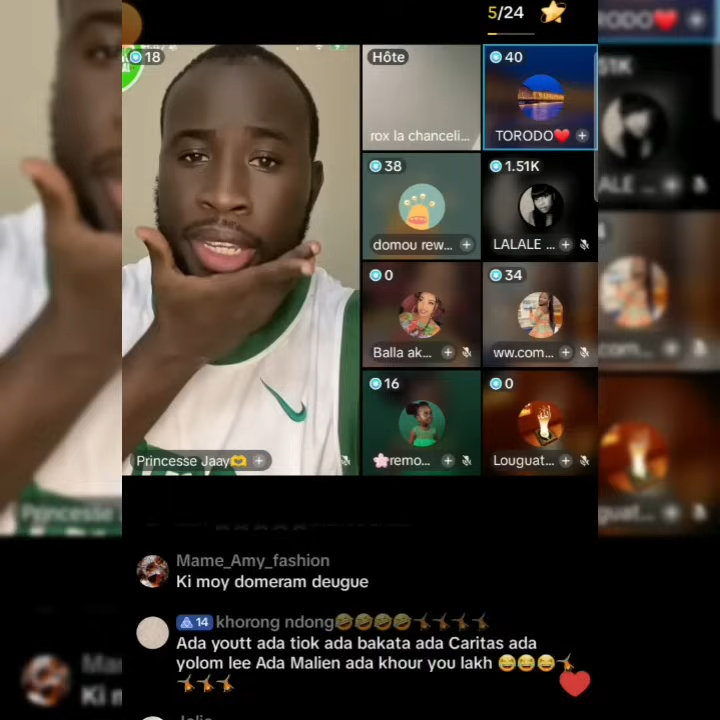 5/24
18
Hôte
40
rox la chanceli...
TORODO❤️ +
38
1.51K
domou rew... +
LALALE ... +
0
34
Balla ak... +
ww.com... +
16
0
Princesse Jaay🫶 +
🌸remo... +
Louguat... +
Mame_Amy_fashion
Ki moy domeram deugue
14 khorong ndong🤣🤣🤣🤣💃💃💃💃
Ada youtt ada tiok ada bakata ada Caritas ada
yolom lee Ada Malien ada khour you lakh 😂😂😂💃
💃💃💃